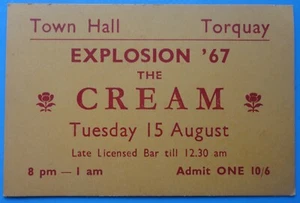 Town Hall Torquay
EXPLOSION '67
THE
CREAM
Tuesday 15 August
Late Licensed Bar till 12.30 am
8 pm — 1 am Admit ONE 10/6